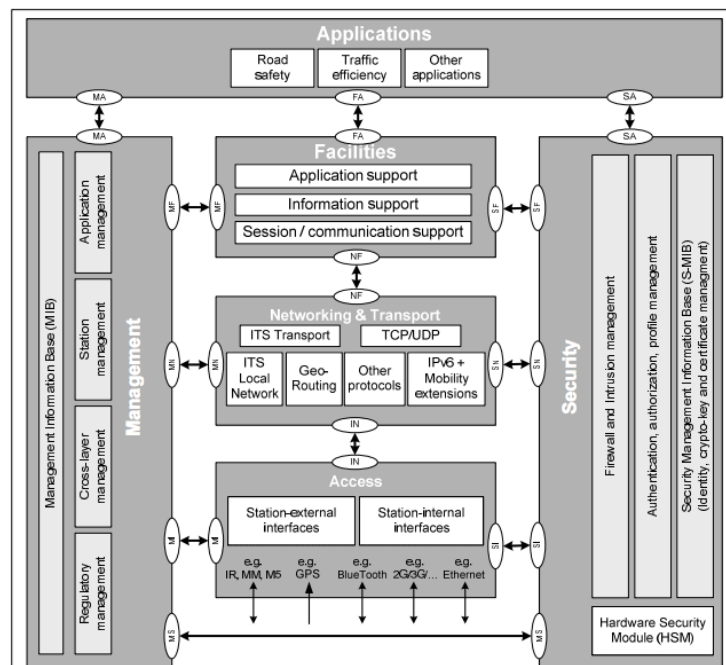 Applications
Road
safety
Traffic
efficiency
Other
applications
MA
FA
SA
MA
FA
SA
Management
Management Information Base (MIB)
Application
management
Station
management
Cross-layer
management
Regulatory
management
MF
MF
MN
MN
MI
MI
MS
Facilities
Application support
Information support
Session / communication support
NF
NF
Networking & Transport
ITS Transport
TCP/UDP
ITS
Local
Network
Geo-
Routing
Other
protocols
IPv6 +
Mobility
extensions
IN
IN
Access
Station-external
interfaces
Station-internal
interfaces
e.g.
IR, MM, M5
e.g.
GPS
e.g.
BlueTooth
e.g.
2G/3G/...
e.g.
Ethernet
SF
SF
SN
SN
SI
SI
MS
Security
Firewall and Intrusion management
Authentication, authorization, profile management
Security Management Information Base (S-MIB)
(Identity, crypto-key and certificate managment)
Hardware Security
Module (HSM)